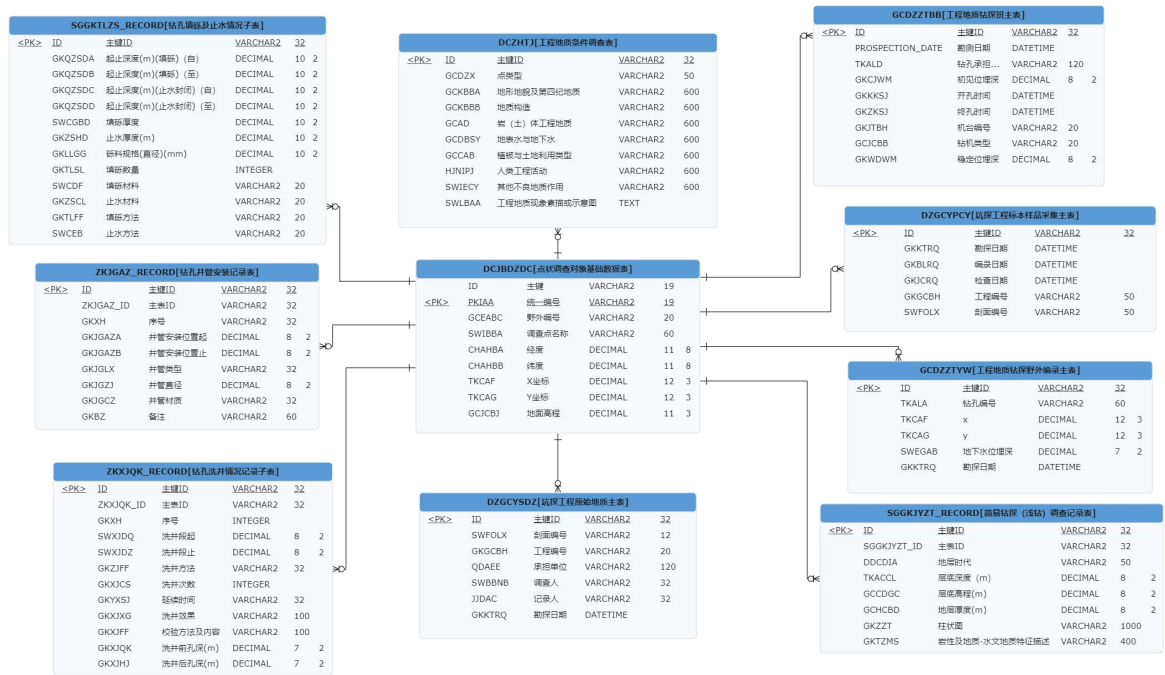 SGGKTLZS_RECORD[钻孔填砾及止水情况子表]
<PK> ID 主键ID VARCHAR2 32
GKQZSDA 起止深度(m)(填砾)(自) DECIMAL 10 2
GKQZSDB 起止深度(m)(填砾)(至) DECIMAL 10 2
GKQZSDC 起止深度(m)(止水封闭)(自) DECIMAL 10 2
GKQZSDD 起止深度(m)(止水封闭)(至) DECIMAL 10 2
SWCGBD 填砾厚度 DECIMAL 10 2
GKZSHD 止水厚度(m) DECIMAL 10 2
GKLLGG 砾料规格(直径)(mm) DECIMAL 10 2
GKTLSL 填砾数量 INTEGER
SWCDF 填砾材料 VARCHAR2 20
GKZSCL 止水材料 VARCHAR2 20
GKTLFF 填砾方法 VARCHAR2 20
SWCEB 止水方法 VARCHAR2 20
DCZHTJ[工程地质条件调查表]
<PK> ID 主键ID VARCHAR2 32
GCDZX 点类型 VARCHAR2 50
GCKBBA 地形地貌及第四纪地质 VARCHAR2 600
GCKBBB 地质构造 VARCHAR2 600
GCAD 岩(土)体工程地质 VARCHAR2 600
GCDBSY 地表水与地下水 VARCHAR2 600
GCCAB 植被与土地利用类型 VARCHAR2 600
HJNIPJ 人类工程活动 VARCHAR2 600
SWIECY 其他不良地质作用 VARCHAR2 600
SWLBAA 工程地质现象素描或示意图 TEXT
GCDZZTBB[工程地质钻探班主表]
<PK> ID 主键ID VARCHAR2 32
PROSPECTION_DATE 勘测日期 DATETIME
TKALD 钻孔承担... VARCHAR2 120
GKCJWM 初见位埋深 DECIMAL 8 2
GKKKSJ 开孔时间 DATETIME
GKZKSJ 终孔时间 DATETIME
GKJTBH 机台编号 VARCHAR2 20
GCJCBB 钻机类型 VARCHAR2 20
GKWDWM 稳定位埋深 DECIMAL 8 2
DZGCYPCY[坑探工程标本样品采集主表]
<PK> ID 主键ID VARCHAR2 32
GKKTRQ 勘探日期 DATETIME
GKBLRQ 编录日期 DATETIME
GKJCRQ 检查日期 DATETIME
GKGCBH 工程编号 VARCHAR2 50
SWFOLX 剖面编号 VARCHAR2 50
ZKJGAZ_RECORD[钻孔井管安装记录表]
<PK> ID 主键ID VARCHAR2 32
ZKJGAZ_ID 主表ID VARCHAR2 32
GKXH 序号 VARCHAR2 32
GKJGAZA 井管安装位置起 DECIMAL 8 2
GKJGAZB 井管安装位置止 DECIMAL 8 2
GKJGLX 井管类型 VARCHAR2 32
GKJGZJ 井管直径 DECIMAL 8 2
GKJGCZ 井管材质 VARCHAR2 32
GKBZ 备注 VARCHAR2 60
DCJBDZDC[点状调查对象基础数据表]
ID 主键 VARCHAR2 19
<PK> PKIAA 统一编号 VARCHAR2 19
GCEABC 野外编号 VARCHAR2 20
SWIBBA 调查点名称 VARCHAR2 60
CHAHBA 经度 DECIMAL 11 8
CHAHBB 纬度 DECIMAL 11 8
TKCAF X坐标 DECIMAL 12 3
TKCAG Y坐标 DECIMAL 12 3
GCJCBJ 地面高程 DECIMAL 11 3
GCDZZTYW[工程地质钻探野外编录主表]
<PK> ID 主键ID VARCHAR2 32
TKALA 钻孔编号 VARCHAR2 60
TKCAF x DECIMAL 12 3
TKCAG y DECIMAL 12 3
SWEGAB 地下水位埋深 DECIMAL 7 2
GKKTRQ 勘探日期 DATETIME
ZKXJQK_RECORD[钻孔洗井情况记录子表]
<PK> ID 主键ID VARCHAR2 32
ZKXJQK_ID 主表ID VARCHAR2 32
GKXH 序号 INTEGER
SWXJDQ 洗井段起 DECIMAL 8 2
SWXJDZ 洗井段止 DECIMAL 8 2
GKZJFF 洗井方法 VARCHAR2 32
GKXJCS 洗井次数 INTEGER
GKYXSJ 延续时间 VARCHAR2 32
GKXJXG 洗井效果 VARCHAR2 100
GKXJFF 校验方法及内容 VARCHAR2 100
GKXJQK 洗井前孔深(m) DECIMAL 7 2
GKXJHJ 洗井后孔深(m) DECIMAL 7 2
DZGCYSDZ[坑探工程原始地质主表]
<PK> ID 主键ID VARCHAR2 32
SWFOLX 剖面编号 VARCHAR2 12
GKGCBH 工程编号 VARCHAR2 20
QDAEE 承担单位 VARCHAR2 120
SWBBNB 调查人 VARCHAR2 32
JJDAC 记录人 VARCHAR2 32
GKKTRQ 勘探日期 DATETIME
SGGKJYZT_RECORD[简易钻探(浅钻)调查记录表]
<PK> ID 主键ID VARCHAR2 32
SGGKJYZT_ID 主表ID VARCHAR2 32
DDCDIA 地层时代 VARCHAR2 50
TKACCL 层底深度(m) DECIMAL 8 2
GCCDGC 层底高程(m) DECIMAL 8 2
GCHCBD 地层厚度(m) DECIMAL 8 2
GKZZT 柱状图 VARCHAR2 1000
GKTZMS 岩性及地质-水文地质特征描述 VARCHAR2 400